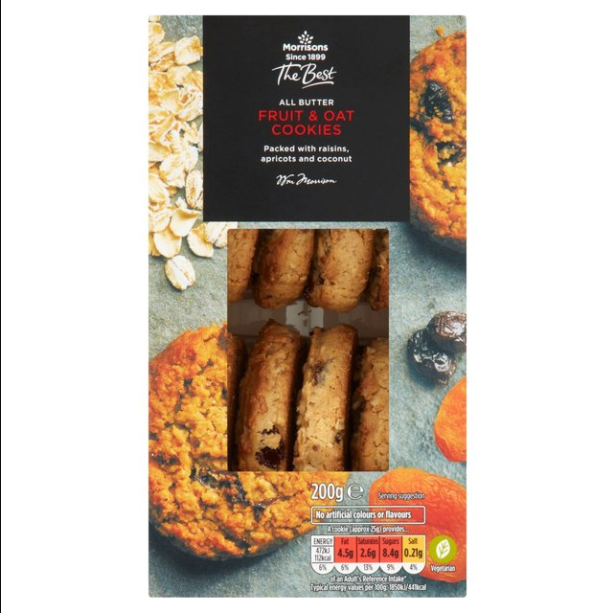 Morrisons
Since 1899
The Best
ALL BUTTER
FRUIT & OAT
COOKIES
Packed with raisins,
apricots and coconut
Wm Morrison
200g e
Serving suggestion
No artificial colours or flavours
A cookie (approx 25g) provides:
ENERGY Fat Saturates Sugars Salt
472kJ 4.5g 2.6g 8.4g 0.21g
112kcal
6% 6% 13% 9% 4%
of an Adult's Reference Intake*
Typical energy values per 100g: 1850kJ/441kcal
Vegetarian